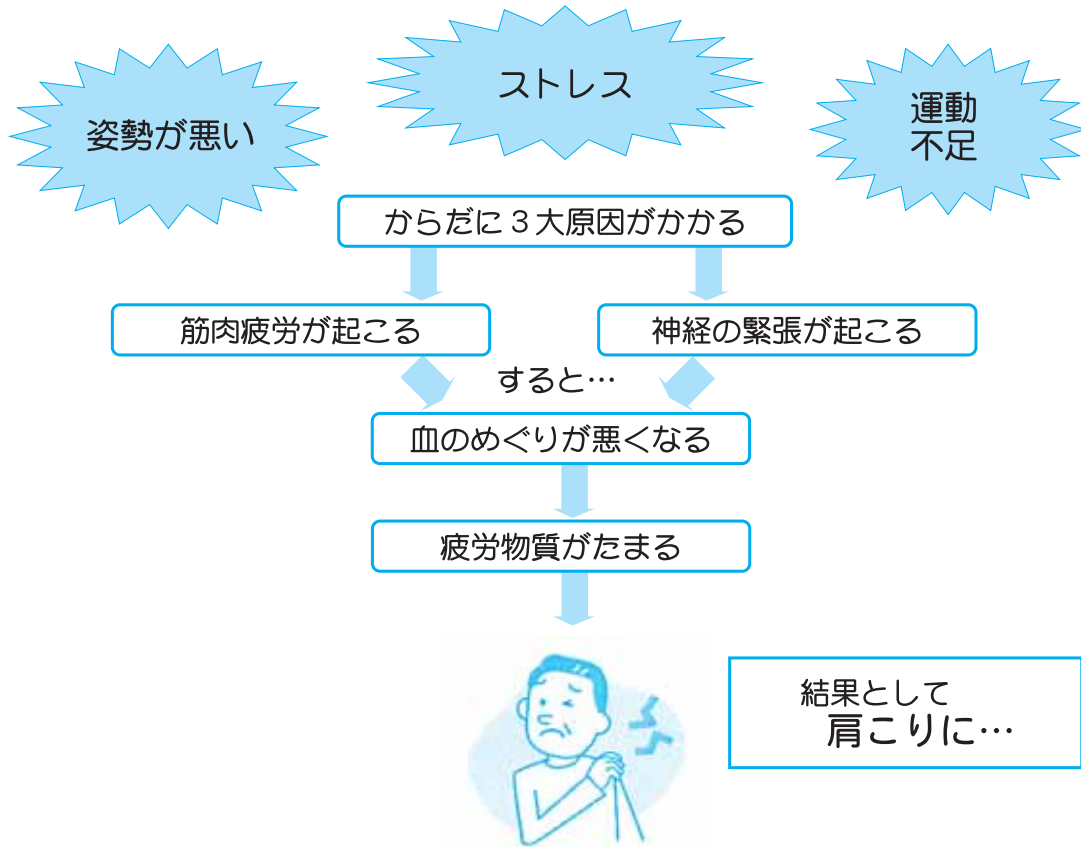 姿勢が悪い
ストレス
運動
不足
からだに３大原因がかかる
筋肉疲労が起こる
神経の緊張が起こる
すると…
血のめぐりが悪くなる
疲労物質がたまる
結果として
肩こりに…